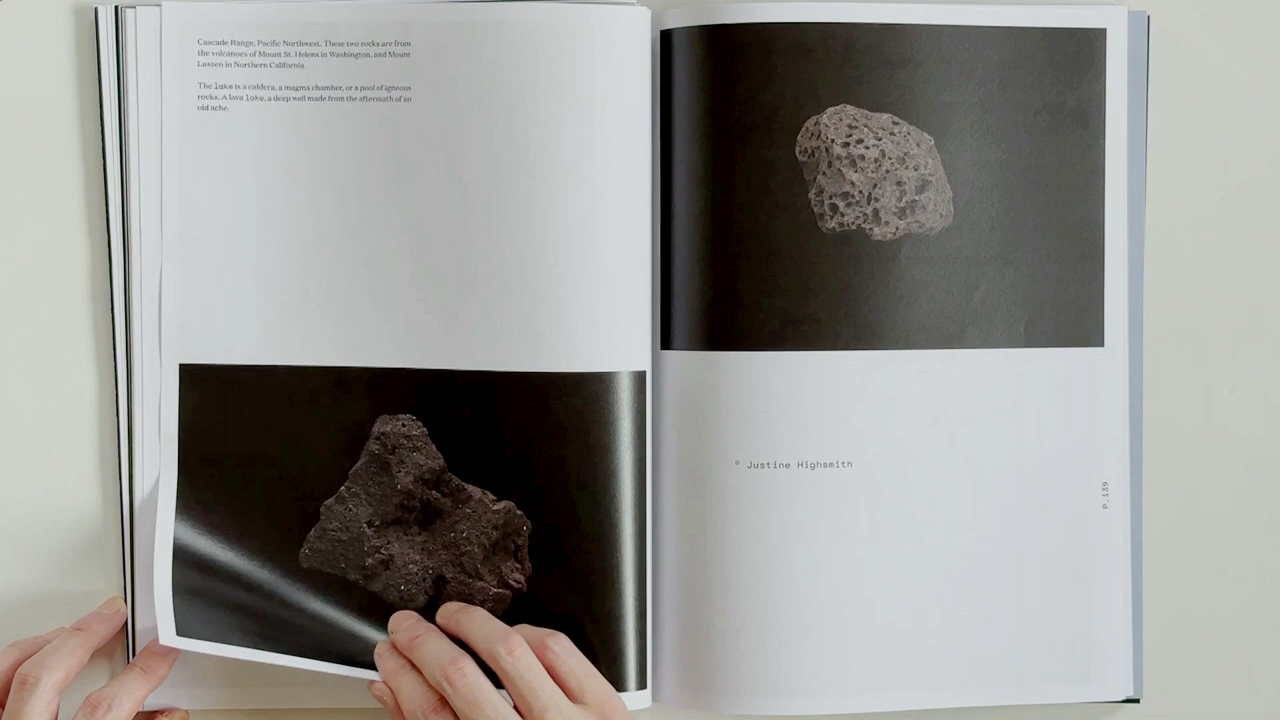 Cascade Range, Pacific Northwest. These two rocks are from
the volcanoes of Mount St. Helens in Washington, and Mount
Lassen in Northern California.
The lake is a caldera, a magma chamber, or a pool of igneous
rocks. A lava lake, a deep well made from the aftermath of an
old ache.
° Justine Highsmith
P.139